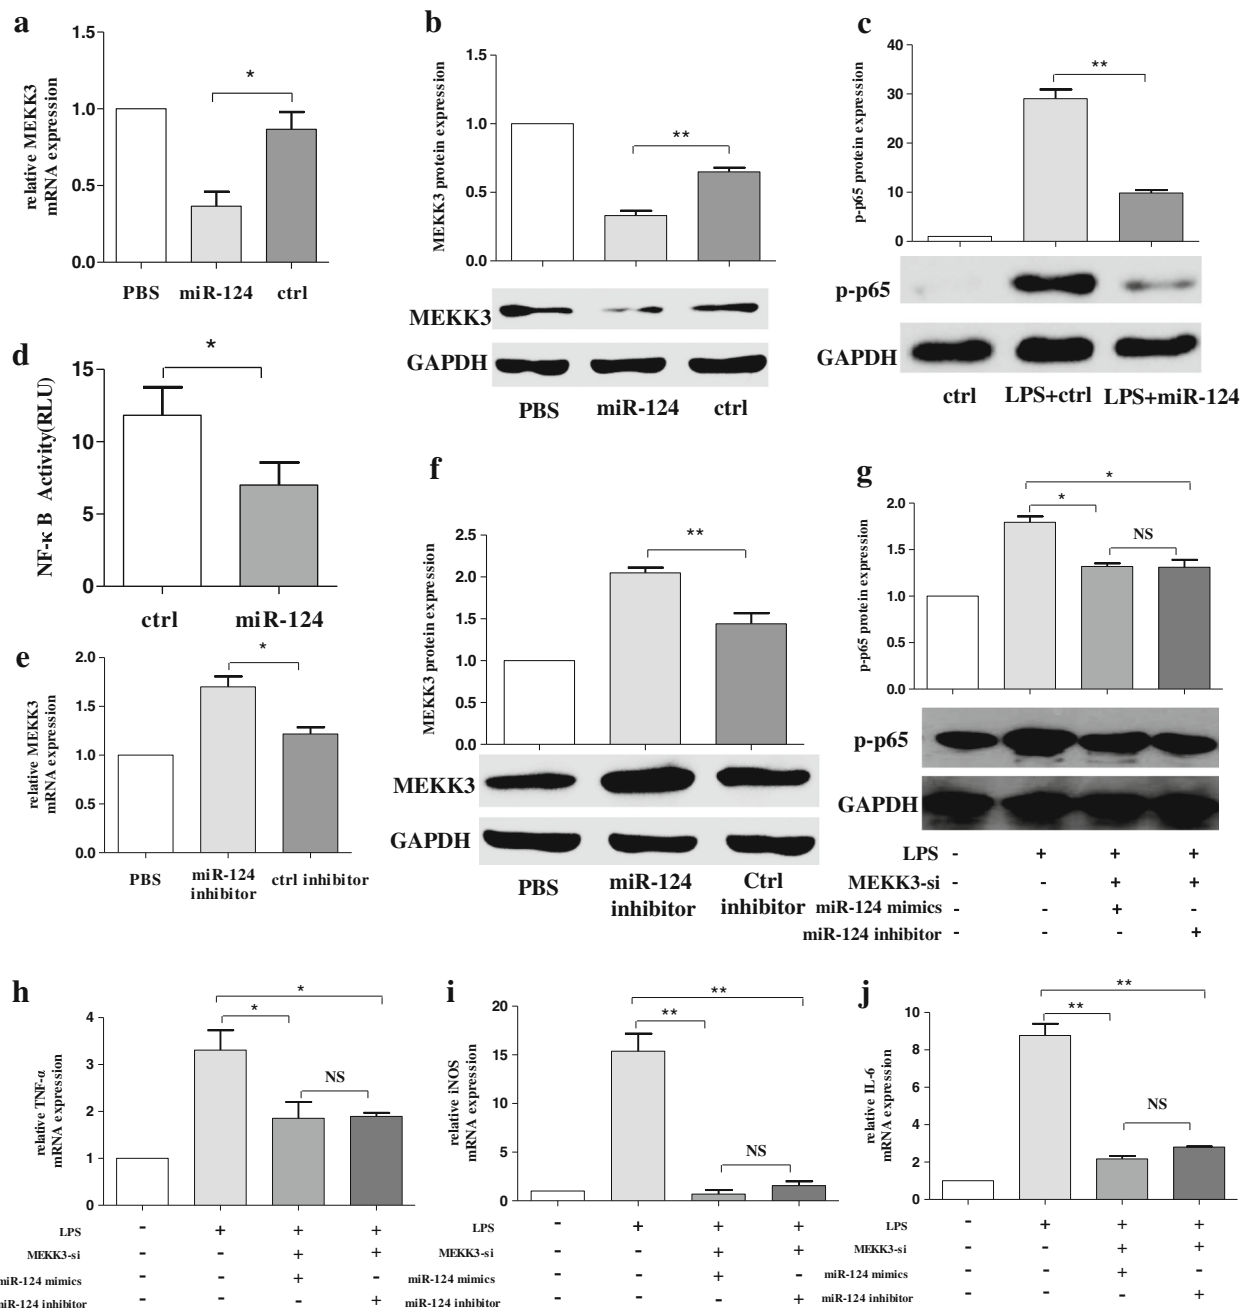 a
relative MEKK3
mRNA expression
1.5
1.0
0.5
0.0
*
PBS miR-124 ctrl
b
MEKK3 protein expression
1.5
1.0
0.5
0.0
**
MEKK3
GAPDH
PBS miR-124 ctrl
c
p-p65 protein expression
40
30
20
10
0
**
p-p65
GAPDH
ctrl LPS+ctrl LPS+miR-124
d
NF-κ B Activity(RLU)
15
10
5
0
*
ctrl miR-124
e
relative MEKK3
mRNA expression
2.0
1.5
1.0
0.5
0.0
*
PBS miR-124 inhibitor ctrl inhibitor
f
MEKK3 protein expression
2.5
2.0
1.5
1.0
0.5
0.0
**
MEKK3
GAPDH
PBS miR-124 inhibitor Ctrl inhibitor
g
p-p65 protein expression
2.0
1.5
1.0
0.5
0.0
*
*
NS
p-p65
GAPDH
LPS - + + +
MEKK3-si - - + +
miR-124 mimics - - + -
miR-124 inhibitor - - - +
h
relative TNF-α
mRNA expression
4
3
2
1
0
*
*
NS
LPS - + + +
MEKK3-si - - + +
miR-124 mimics - - + -
miR-124 inhibitor - - - +
i
relative iNOS
mRNA expression
20
15
10
5
0
**
**
NS
LPS - + + +
MEKK3-si - - + +
miR-124 mimics - - + -
miR-124 inhibitor - - - +
j
relative IL-6
mRNA expression
10
8
6
4
2
0
**
**
NS
LPS - + + +
MEKK3-si - - + +
miR-124 mimics - - + -
miR-124 inhibitor - - - +